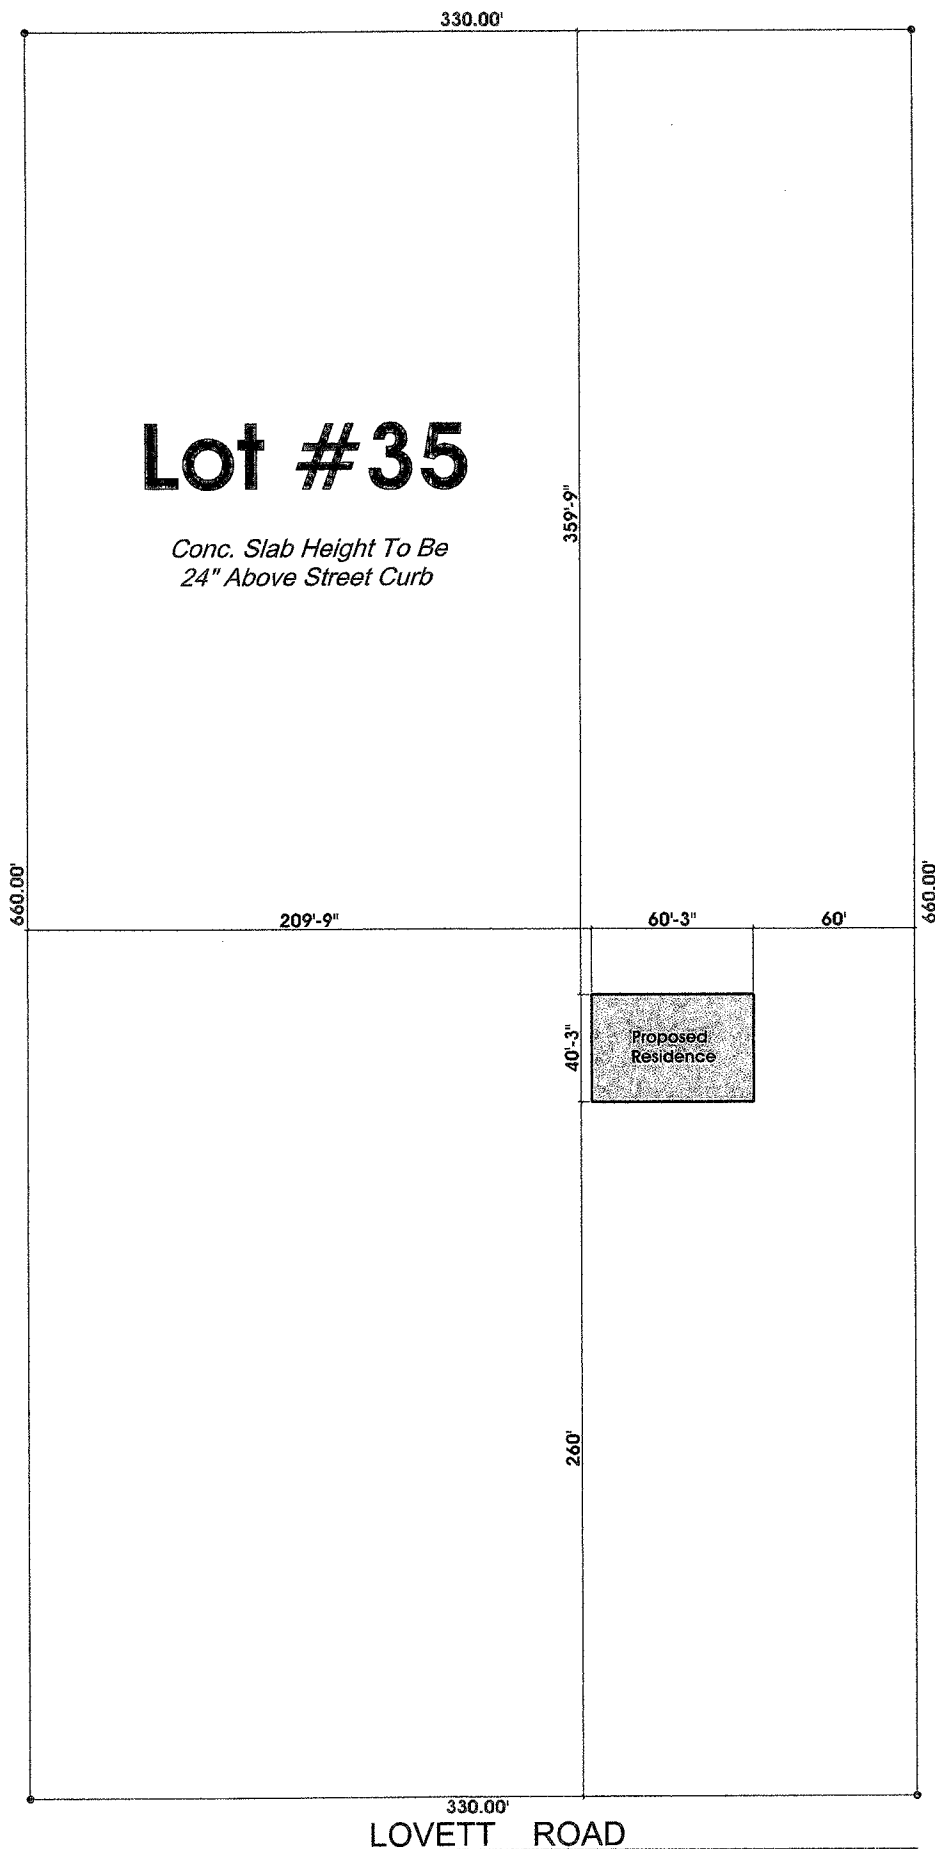 330.00'
Lot #35
359'-9"
Conc. Slab Height To Be
24" Above Street Curb
660.00'
660.00'
209'-9"
60'-3"
60'
40'-3"
Proposed
Residence
260'
330.00'
LOVETT ROAD